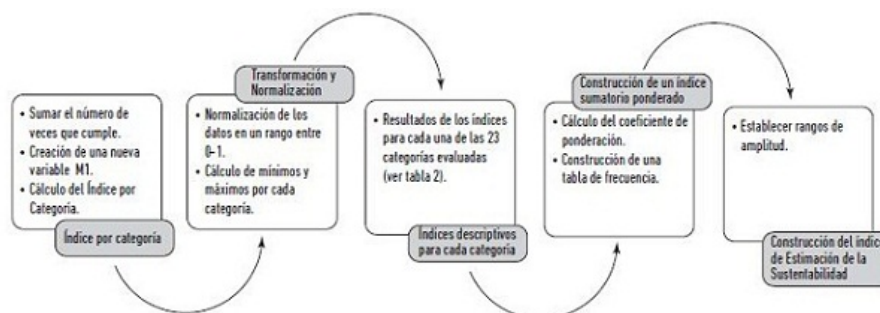 • Sumar el número de
veces que cumple.
• Creación de una nueva
variable M1.
• Cálculo del Índice por
Categoría.
Índice por categoría
Transformación y
Normalización
• Normalización de los
datos en un rango entre
0-1.
• Cálculo de mínimos y
máximos por cada
categoría.
• Resultados de los índices
para cada una de las 23
categorías evaluadas
(ver tabla 2).
Índices descriptivos
para cada categoría
Construcción de un índice
sumatorio ponderado
• Cálculo del coeficiente de
ponderación.
• Construcción de una
tabla de frecuencia.
• Establecer rangos de
amplitud.
Construcción del índice
de Estimación de la
Sustentabilidad